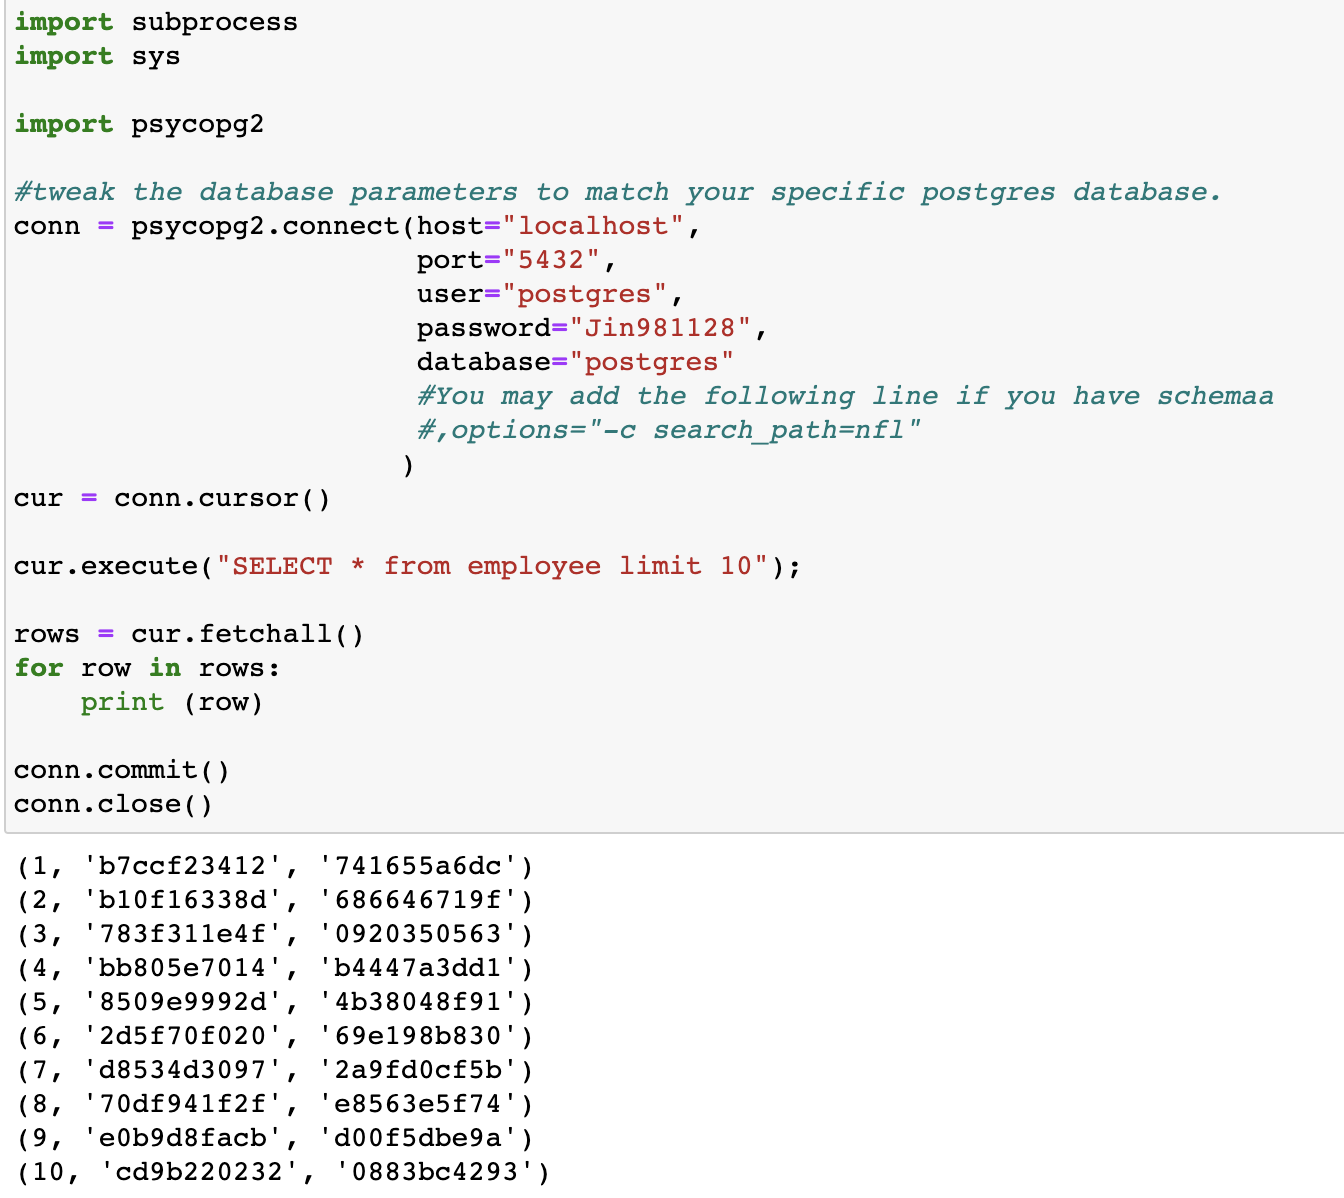 import subprocess
import sys
import psycopg2
#tweak the database parameters to match your specific postgres database.
conn = psycopg2.connect(host="localhost",
port="5432",
user="postgres",
password="Jin981128",
database="postgres"
#You may add the following line if you have schemaa
#,options="-c search_path=nfl"
)
cur = conn.cursor()
cur.execute("SELECT * from employee limit 10");
rows = cur.fetchall()
for row in rows:
    print (row)
conn.commit()
conn.close()
(1, 'b7ccf23412', '741655a6dc')
(2, 'b10f16338d', '686646719f')
(3, '783f311e4f', '0920350563')
(4, 'bb805e7014', 'b4447a3dd1')
(5, '8509e9992d', '4b38048f91')
(6, '2d5f70f020', '69e198b830')
(7, 'd8534d3097', '2a9fd0cf5b')
(8, '70df941f2f', 'e8563e5f74')
(9, 'e0b9d8facb', 'd00f5dbe9a')
(10, 'cd9b220232', '0883bc4293')